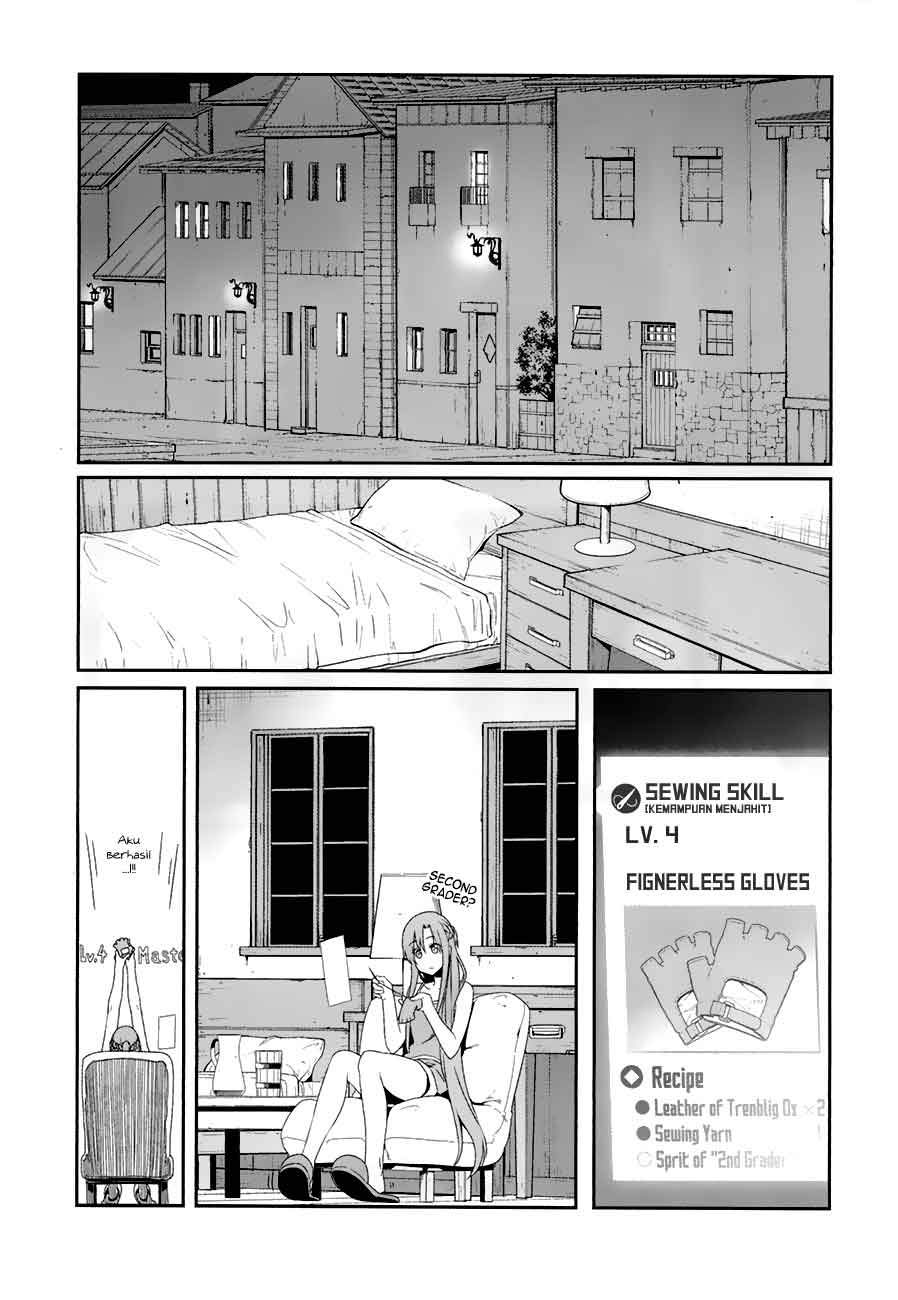 SEWING SKILL
[KEMAMPUAN MENJAHIT]
LV. 4
FIGNERLESS GLOVES
Recipe
Leather of Trenblig Ox ×2
Sewing Yarn
Sprit of "2nd Grader
SECOND
GRADER?
Aku
berhasil
...!!
Lv.4 Maste